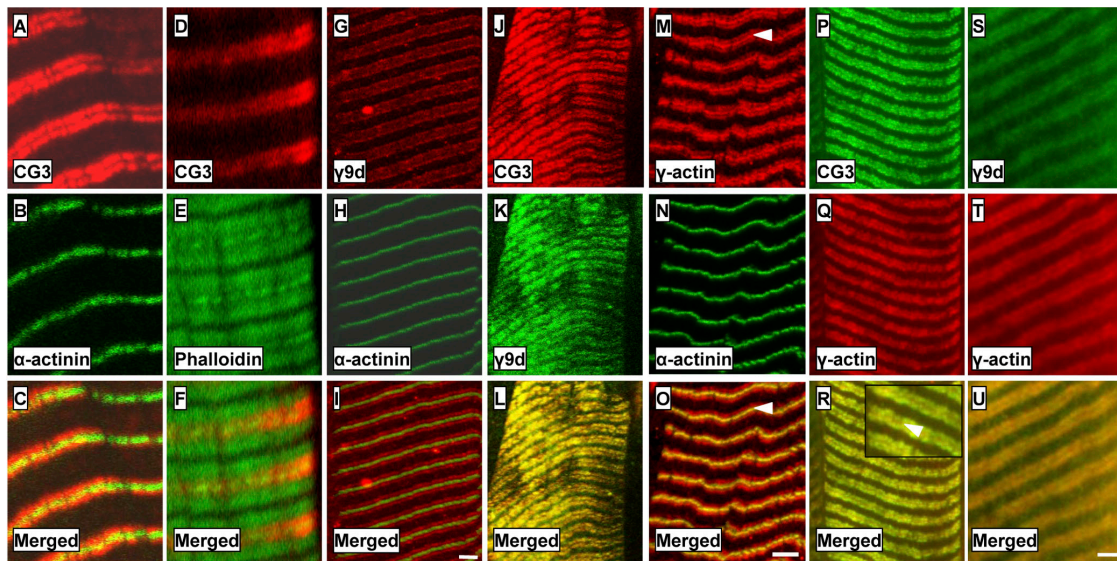 A D G J M P S
CG3 CG3 γ9d CG3 γ-actin CG3 γ9d
B E H K N Q T
α-actinin Phalloidin α-actinin γ9d α-actinin γ-actin γ-actin
C F I L O R U
Merged Merged Merged Merged Merged Merged Merged